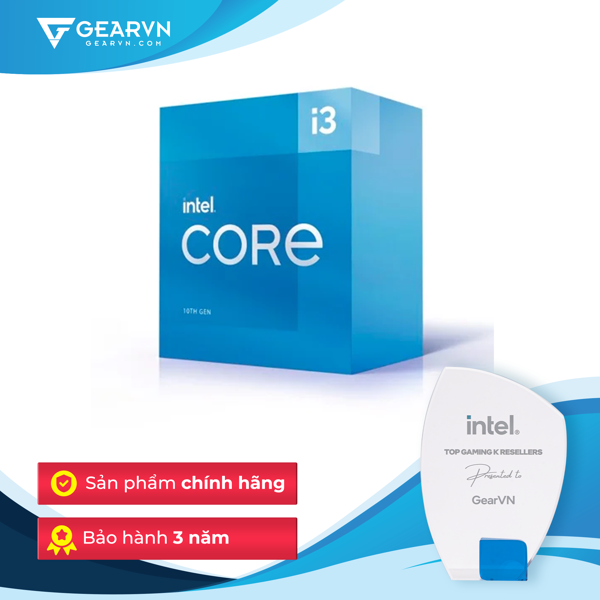 GEARVN
GEARVN.COM
i3
intel.
CORE
10TH GEN
intel.
TOP GAMING K RESELLERS
Presented to
GearVN
Sản phẩm chính hãng
Bảo hành 3 năm